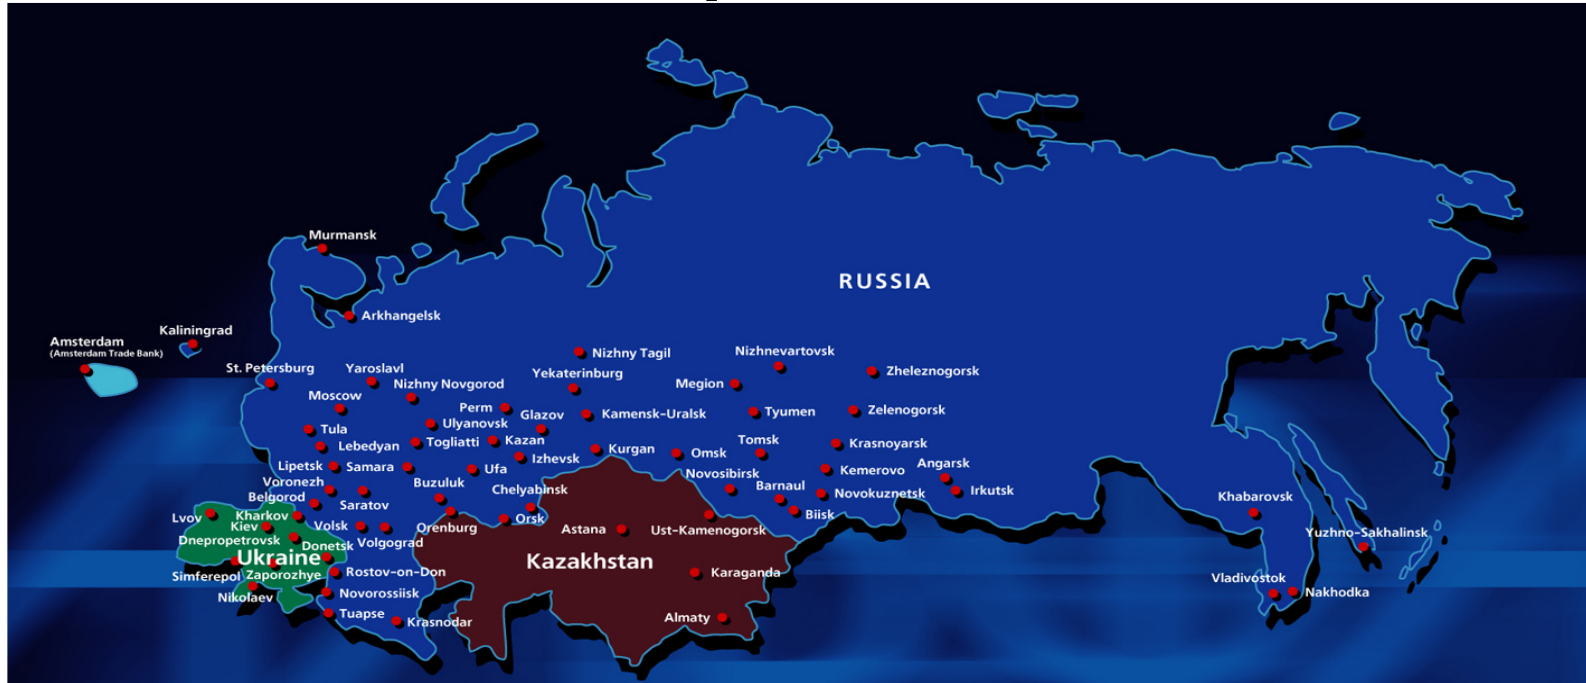 Murmansk
RUSSIA
Arkhangelsk
Kaliningrad
Amsterdam
(Amsterdam Trade Bank)
Nizhny Tagil
Nizhnevartovsk
St. Petersburg
Yaroslavl
Yekaterinburg
Zheleznogorsk
Nizhny Novgorod
Megion
Moscow
Perm
Glazov
Kamensk-Uralsk
Tyumen
Zelenogorsk
Ulyanovsk
Tula
Togliatti
Kazan
Tomsk
Krasnoyarsk
Lebedyan
Kurgan
Omsk
Izhevsk
Angarsk
Lipetsk
Samara
Ufa
Novosibirsk
Kemerovo
Voronezh
Buzuluk
Chelyabinsk
Barnaul
Novokuznetsk
Irkutsk
Belgorod
Saratov
Khabarovsk
Lvov
Kharkov
Orsk
Biisk
Kiev
Volsk
Orenburg
Astana
Ust-Kamenogorsk
Yuzhno-Sakhalinsk
Dnepropetrovsk
Donetsk
Volgograd
Ukraine
Kazakhstan
Simferepol
Zaporozhye
Rostov-on-Don
Karaganda
Vladivostok
Nikolaev
Novorossiisk
Nakhodka
Tuapse
Krasnodar
Almaty